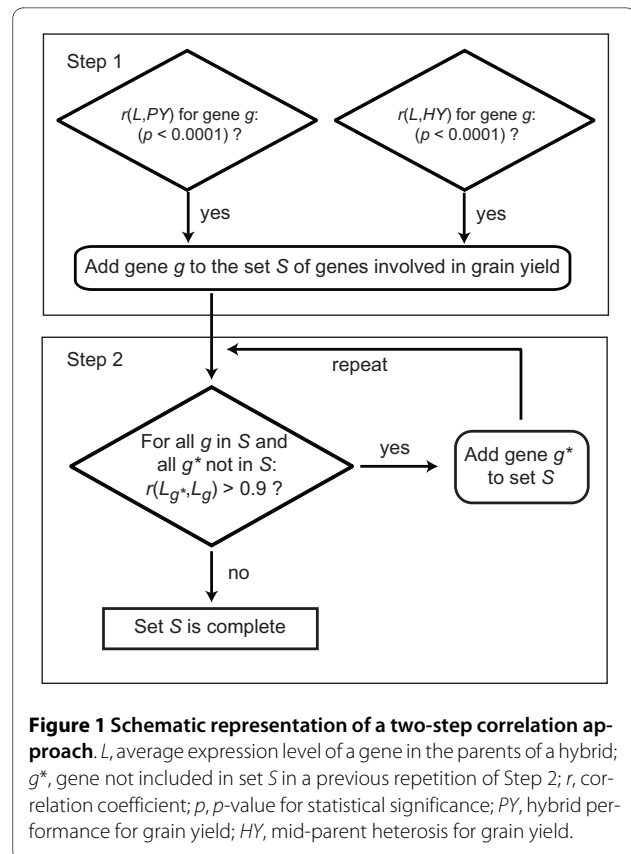 Step 1
r(L,PY) for gene g:
(p < 0.0001) ?
r(L,HY) for gene g:
(p < 0.0001) ?
yes
yes
Add gene g to the set S of genes involved in grain yield
Step 2
repeat
For all g in S and
all g* not in S:
r(Lg*,Lg) > 0.9 ?
yes
Add gene g*
to set S
no
Set S is complete
Figure 1 Schematic representation of a two-step correlation ap-
proach. L, average expression level of a gene in the parents of a hybrid;
g*, gene not included in set S in a previous repetition of Step 2; r, cor-
relation coefficient; p, p-value for statistical significance; PY, hybrid per-
formance for grain yield; HY, mid-parent heterosis for grain yield.